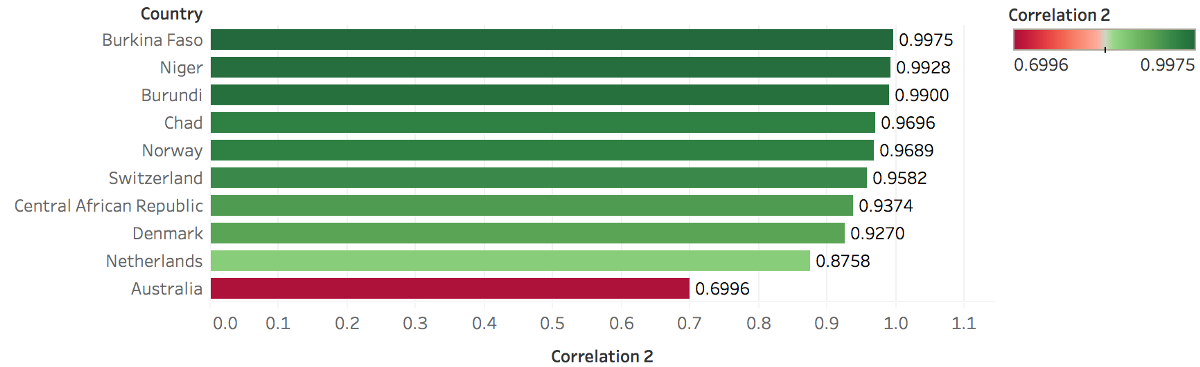 Country
Burkina Faso 0.9975
Niger 0.9928
Burundi 0.9900
Chad 0.9696
Norway 0.9689
Switzerland 0.9582
Central African Republic 0.9374
Denmark 0.9270
Netherlands 0.8758
Australia 0.6996
0.0 0.1 0.2 0.3 0.4 0.5 0.6 0.7 0.8 0.9 1.0 1.1
Correlation 2
Correlation 2
0.6996 0.9975